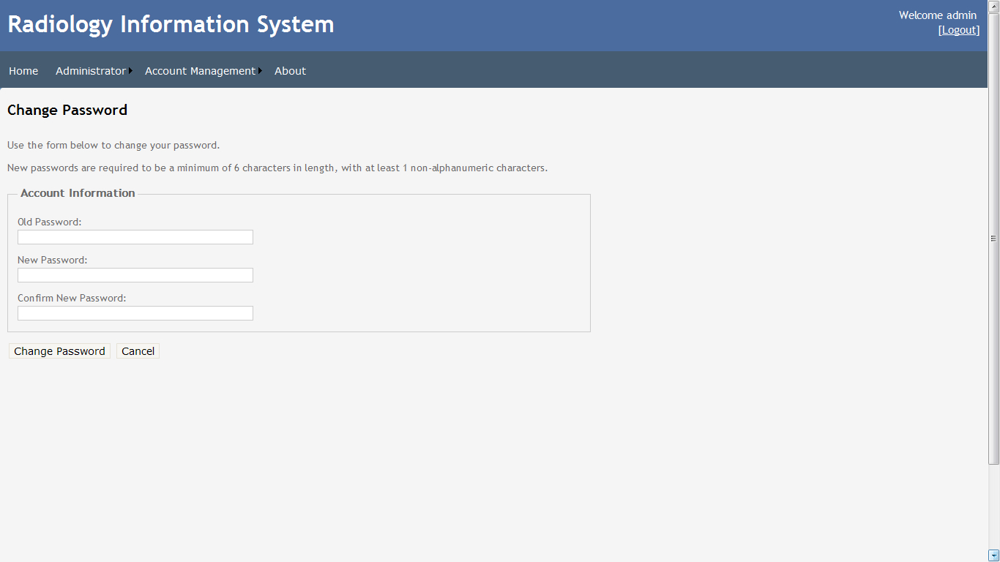 Radiology Information System
Welcome admin
[Logout]
Home Administrator Account Management About
Change Password
Use the form below to change your password.
New passwords are required to be a minimum of 6 characters in length, with at least 1 non-alphanumeric characters.
Account Information
Old Password:
New Password:
Confirm New Password:
Change Password Cancel